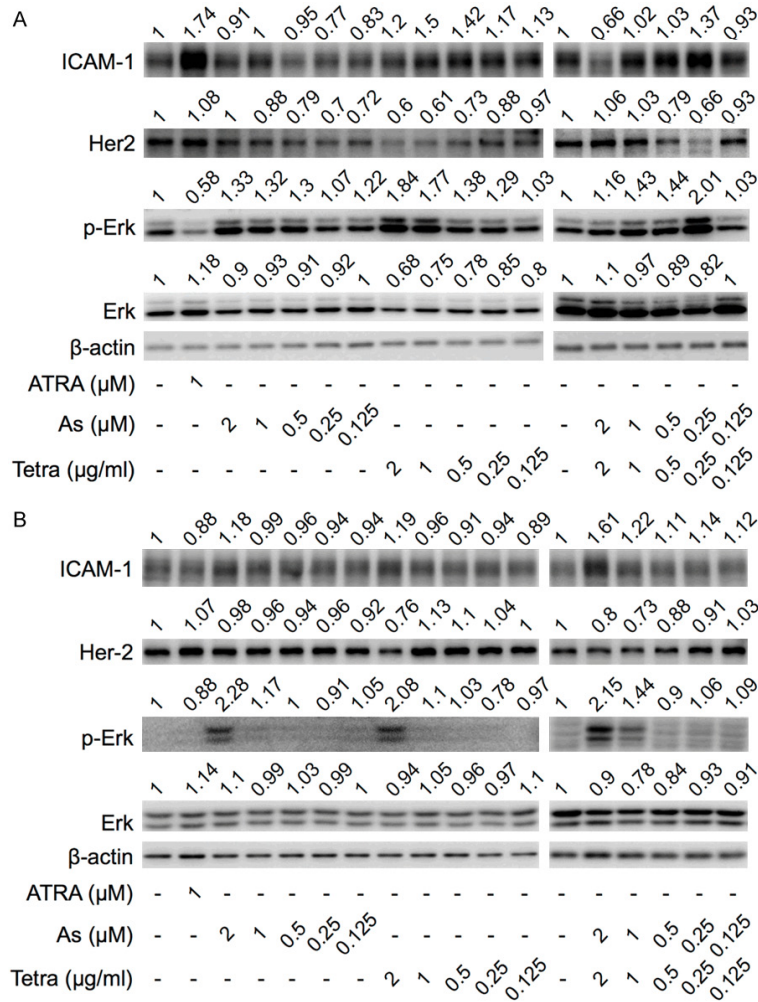 A
1 1.74 0.91 1 0.95 0.77 0.83 1.2 1.5 1.42 1.17 1.13 1 0.66 1.02 1.03 1.37 0.93
ICAM-1
1 1.08 1 0.88 0.79 0.7 0.72 0.6 0.61 0.73 0.88 0.97 1 1.06 1.03 0.79 0.66 0.93
Her2
1 0.58 1.33 1.32 1.3 1.07 1.22 1.84 1.77 1.38 1.29 1.03 1 1.16 1.43 1.44 2.01 1.03
p-Erk
1 1.18 0.9 0.93 0.91 0.92 1 0.68 0.75 0.78 0.85 0.8 1 1.1 0.97 0.89 0.82 1
Erk
β-actin
ATRA (µM) - 1 - - - - - - - - - - - - - - - -
As (µM) - - 2 1 0.5 0.25 0.125 - - - - - - 2 1 0.5 0.25 0.125
Tetra (µg/ml) - - - - - - - 2 1 0.5 0.25 0.125 - 2 1 0.5 0.25 0.125
B
1 0.88 1.18 0.99 0.96 0.94 0.94 1.19 0.96 0.91 0.94 0.89 1 1.61 1.22 1.11 1.14 1.12
ICAM-1
1 1.07 0.98 0.96 0.94 0.96 0.92 0.76 1.13 1.1 1.04 1 1 0.8 0.73 0.88 0.91 1.03
Her-2
1 0.88 2.28 1.17 1 0.91 1.05 2.08 1.1 1.03 0.78 0.97 1 2.15 1.44 0.9 1.06 1.09
p-Erk
1 1.14 1.1 0.99 1.03 0.99 1 0.94 1.05 0.96 0.97 1.1 1 0.9 0.78 0.84 0.93 0.91
Erk
β-actin
ATRA (µM) - 1 - - - - - - - - - - - - - - - -
As (µM) - - 2 1 0.5 0.25 0.125 - - - - - - 2 1 0.5 0.25 0.125
Tetra (µg/ml) - - - - - - - 2 1 0.5 0.25 0.125 - 2 1 0.5 0.25 0.125